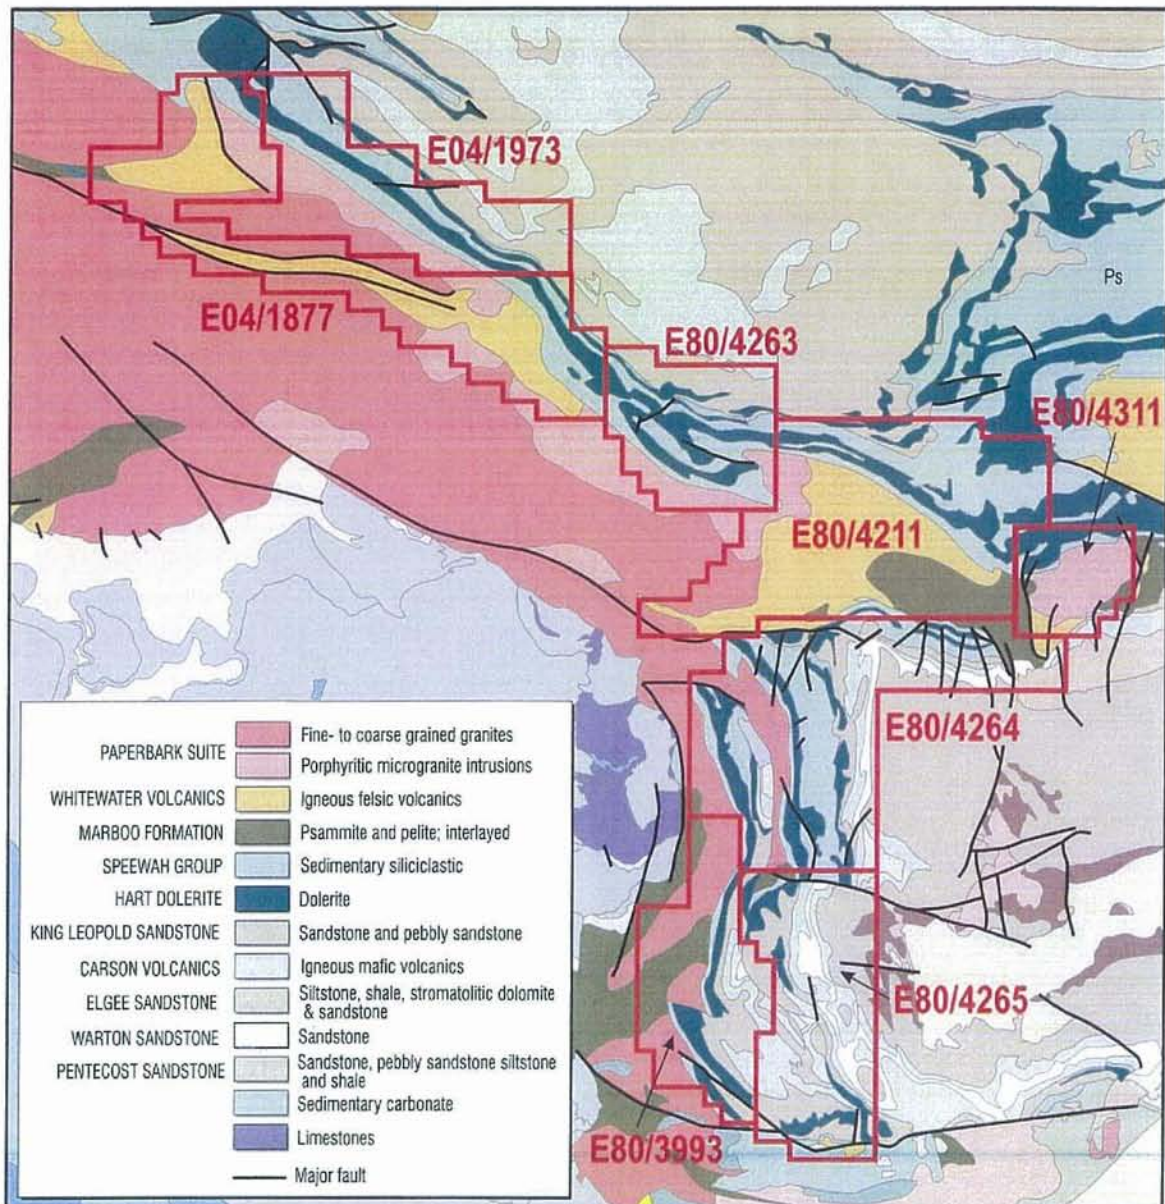 E04/1973
Ps
E04/1877
E80/4263
E80/4311
E80/4211
E80/4264
E80/4265
E80/3993
PAPERBARK SUITE
Fine- to coarse grained granites
Porphyritic microgranite intrusions
WHITEWATER VOLCANICS Igneous felsic volcanics
MARBOO FORMATION Psammite and pelite; interlayed
SPEEWAH GROUP Sedimentary siliciclastic
HART DOLERITE Dolerite
KING LEOPOLD SANDSTONE Sandstone and pebbly sandstone
CARSON VOLCANICS Igneous mafic volcanics
ELGEE SANDSTONE Siltstone, shale, stromatolitic dolomite
& sandstone
WARTON SANDSTONE Sandstone
PENTECOST SANDSTONE Sandstone, pebbly sandstone siltstone
and shale
Sedimentary carbonate
Limestones
Major fault